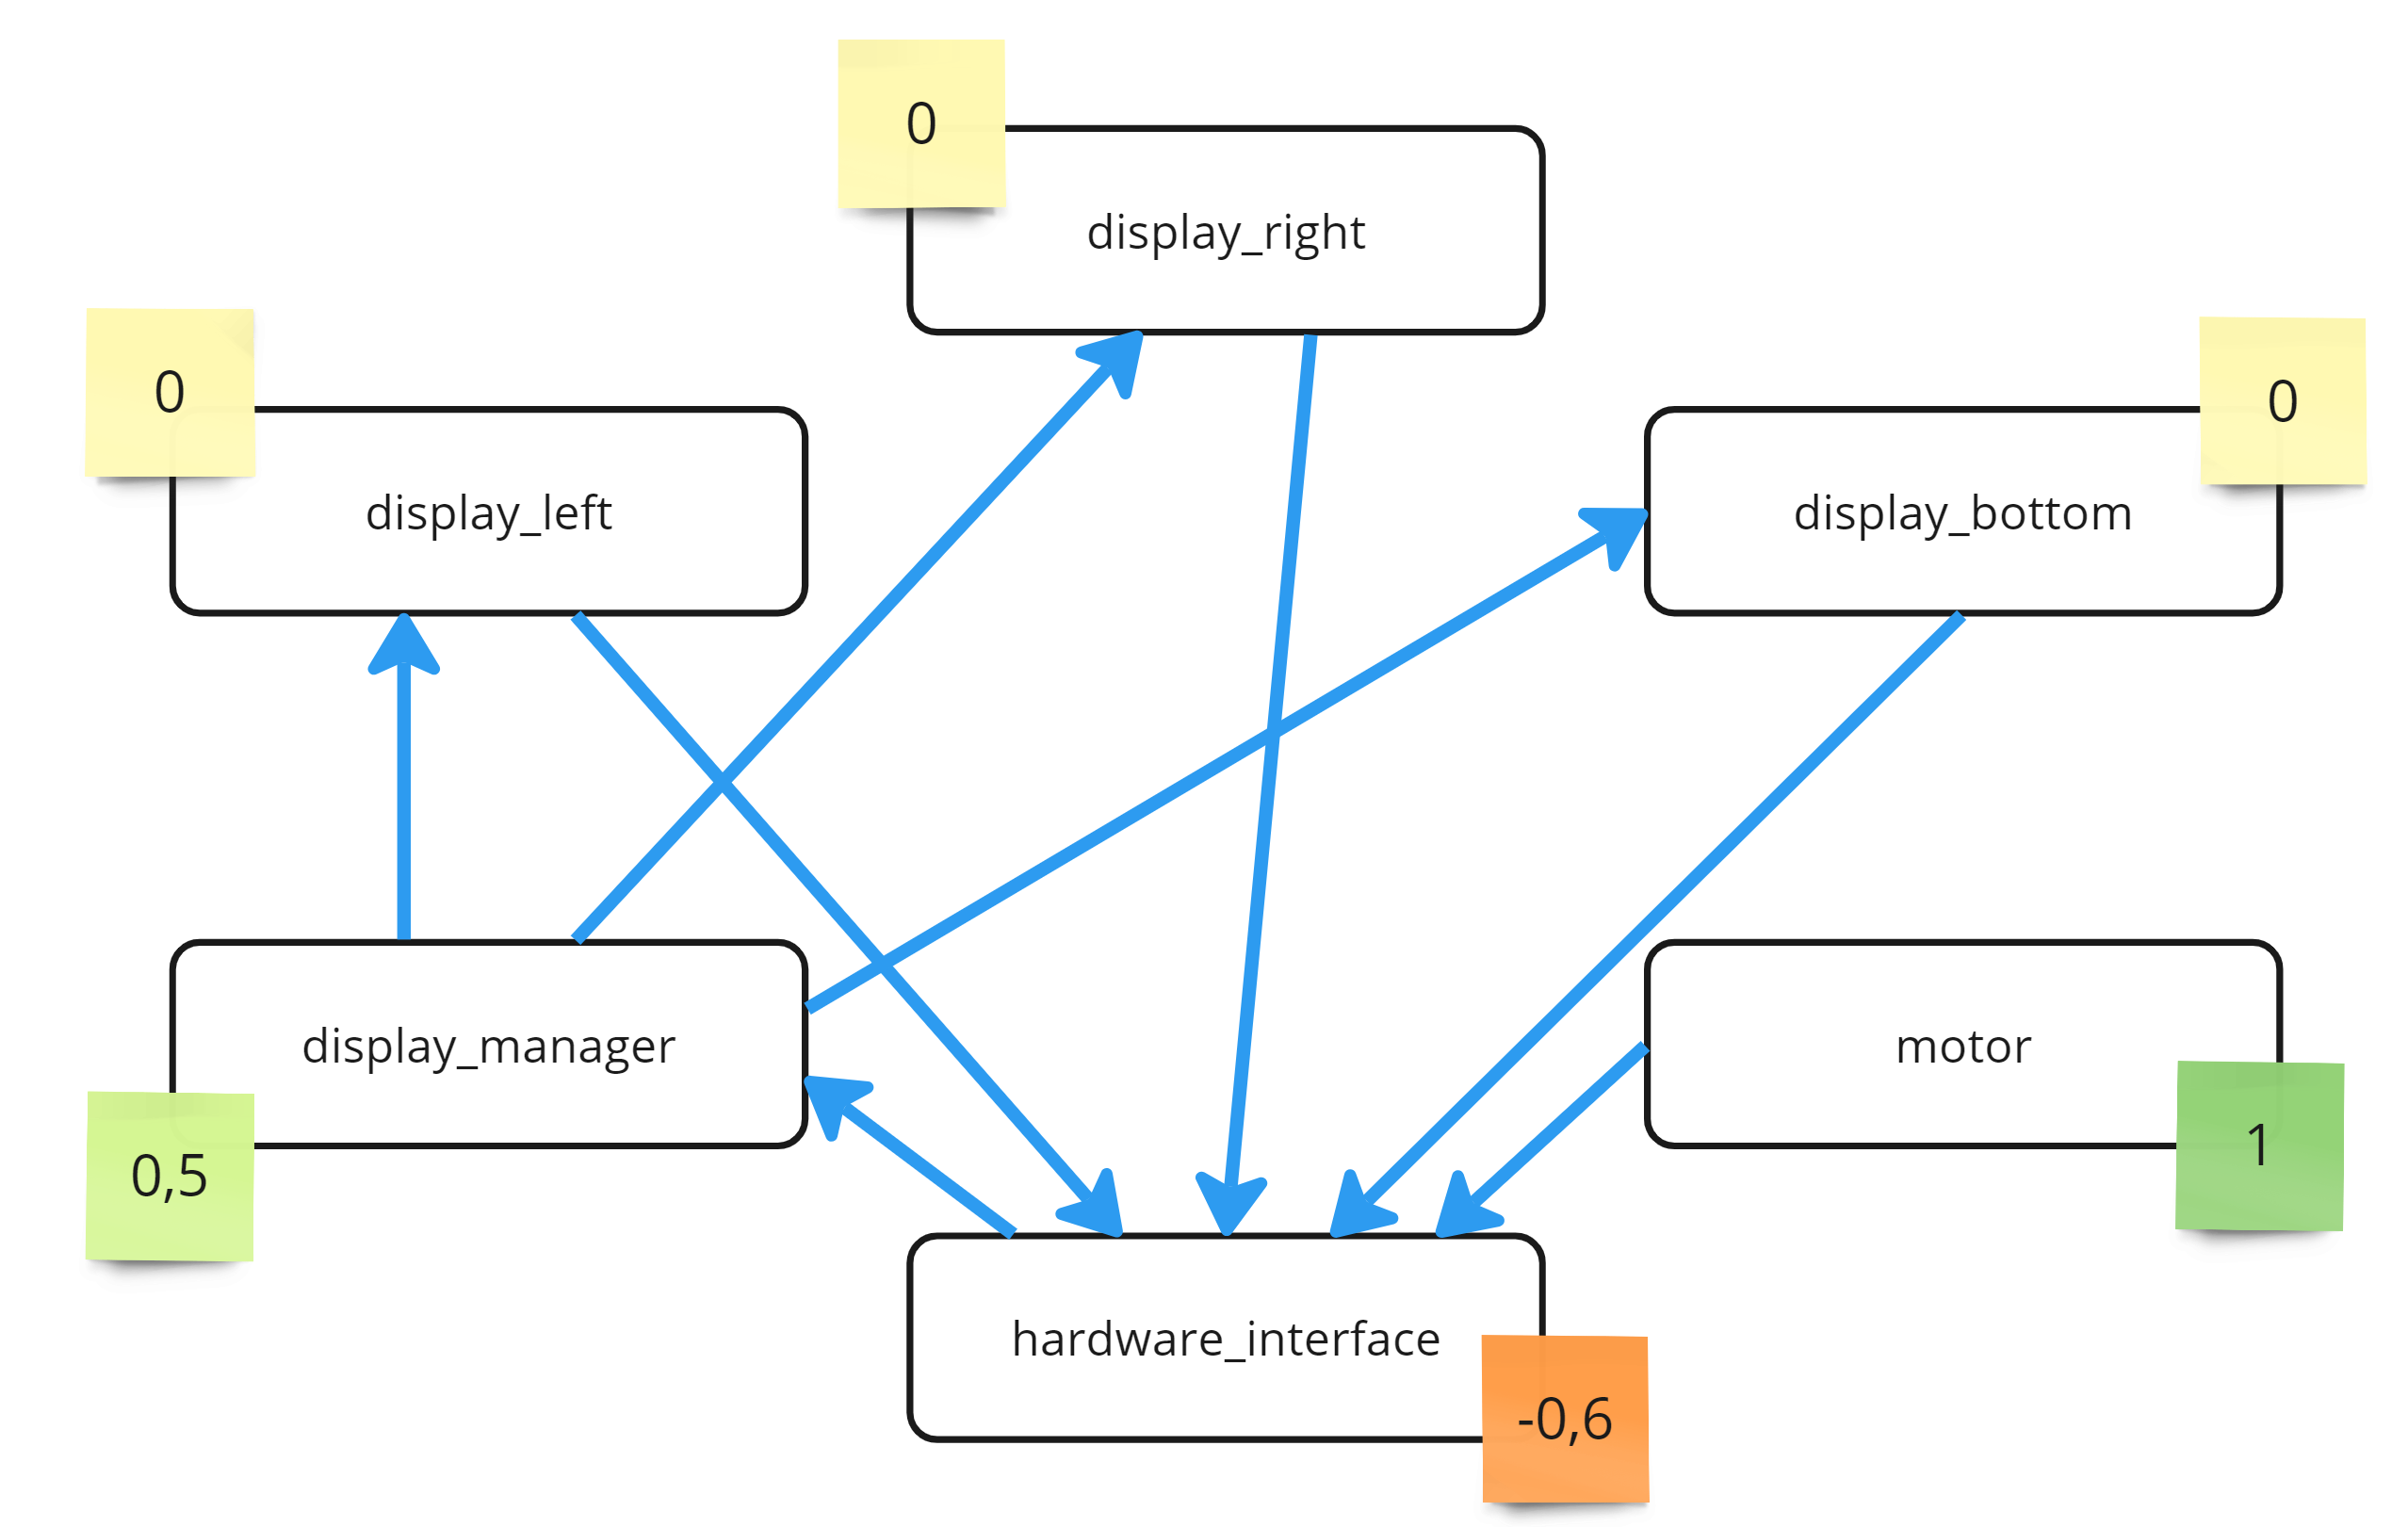 0
display_right
0
display_left
0
display_bottom
display_manager
0,5
motor
1
hardware_interface
-0,6